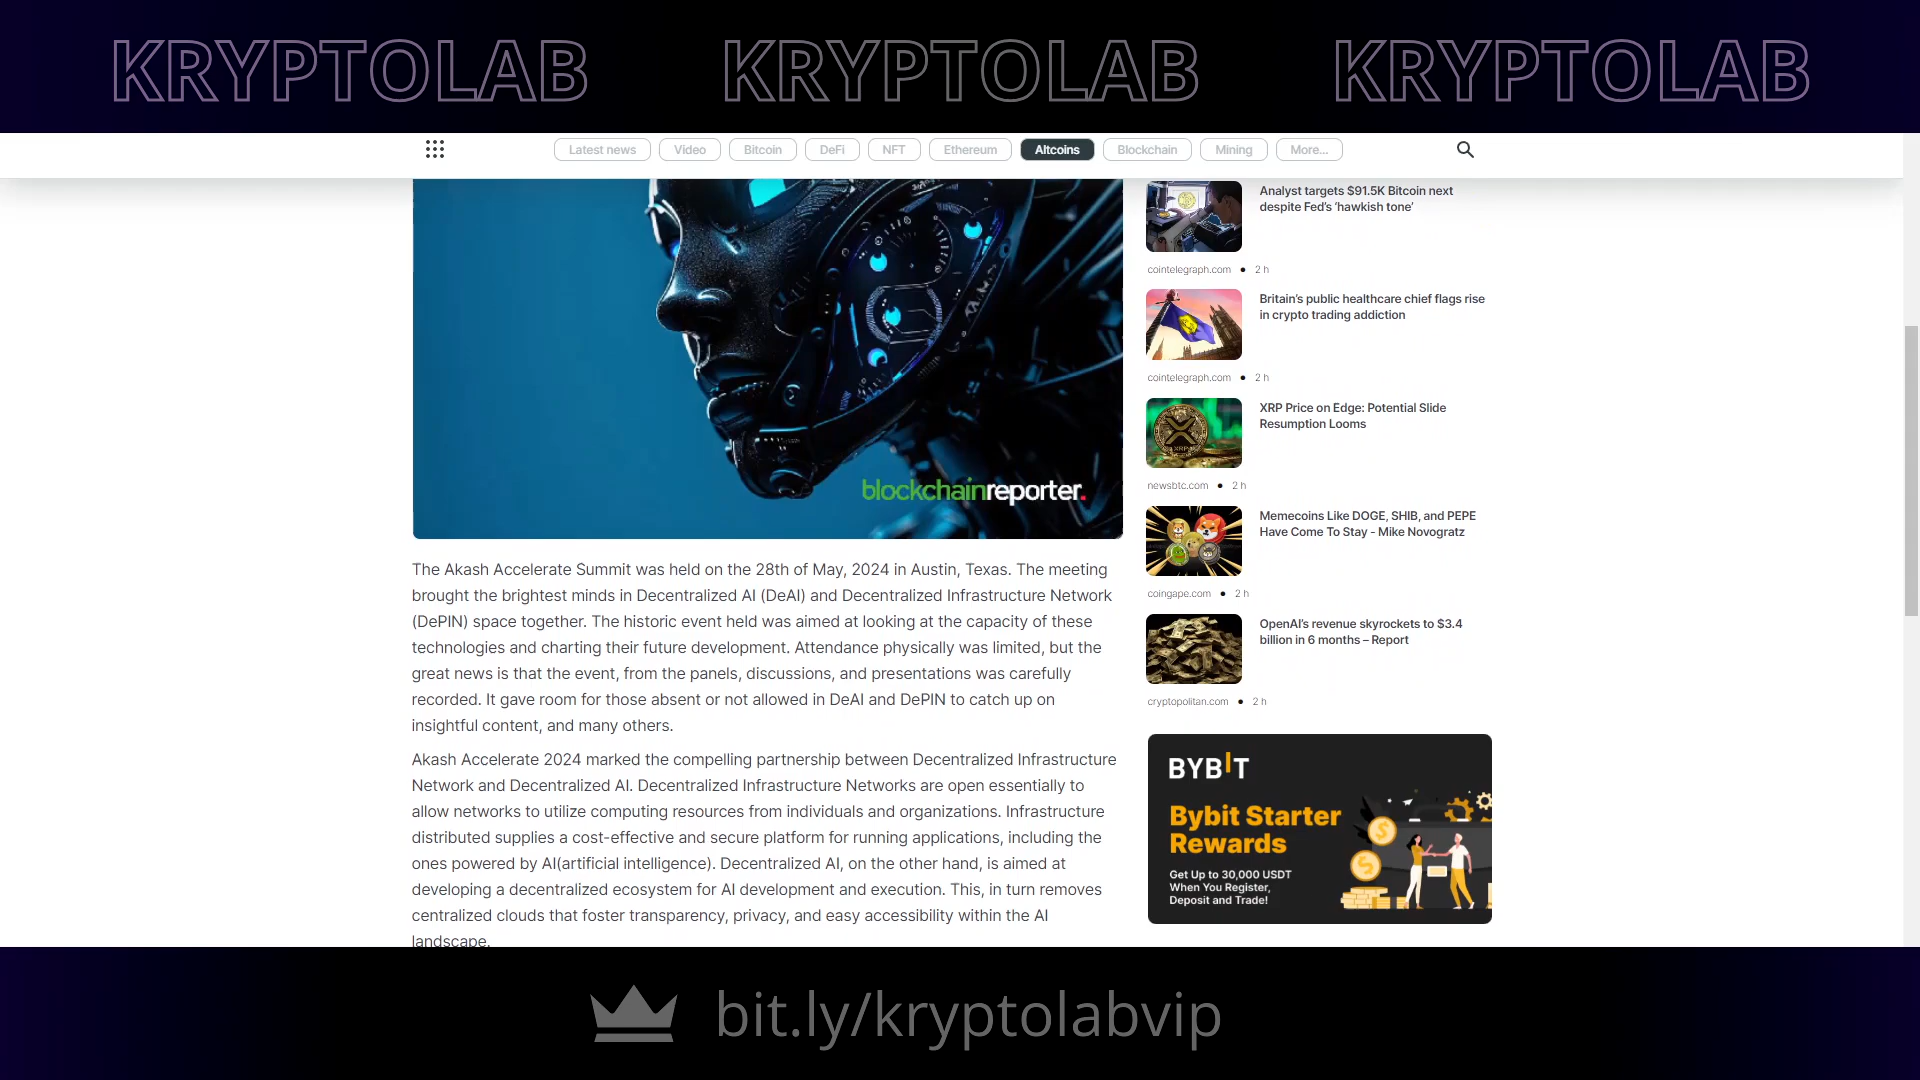 KRYPTOLAB KRYPTOLAB KRYPTOLAB
Latest news Video Bitcoin DeFi NFT Ethereum Altcoins Blockchain Mining More...
blockchainreporter.
The Akash Accelerate Summit was held on the 28th of May, 2024 in Austin, Texas. The meeting
brought the brightest minds in Decentralized AI (DeAI) and Decentralized Infrastructure Network
(DePIN) space together. The historic event held was aimed at looking at the capacity of these
technologies and charting their future development. Attendance physically was limited, but the
great news is that the event, from the panels, discussions, and presentations was carefully
recorded. It gave room for those absent or not allowed in DeAI and DePIN to catch up on
insightful content, and many others.
Akash Accelerate 2024 marked the compelling partnership between Decentralized Infrastructure
Network and Decentralized AI. Decentralized Infrastructure Networks are open essentially to
allow networks to utilize computing resources from individuals and organizations. Infrastructure
distributed supplies a cost-effective and secure platform for running applications, including the
ones powered by AI(artificial intelligence). Decentralized AI, on the other hand, is aimed at
developing a decentralized ecosystem for AI development and execution. This, in turn removes
centralized clouds that foster transparency, privacy, and easy accessibility within the AI
landscape.
Analyst targets $91.5K Bitcoin next
despite Fed's ‘hawkish tone’
cointelegraph.com • 2 h
Britain's public healthcare chief flags rise
in crypto trading addiction
cointelegraph.com • 2 h
XRP Price on Edge: Potential Slide
Resumption Looms
newsbtc.com • 2 h
Memecoins Like DOGE, SHIB, and PEPE
Have Come To Stay - Mike Novogratz
coingape.com • 2 h
OpenAI's revenue skyrockets to $3.4
billion in 6 months – Report
cryptopolitan.com • 2 h
BYBIT
Bybit Starter
Rewards
Get Up to 30,000 USDT
When You Register,
Deposit and Trade!
bit.ly/kryptolabvip